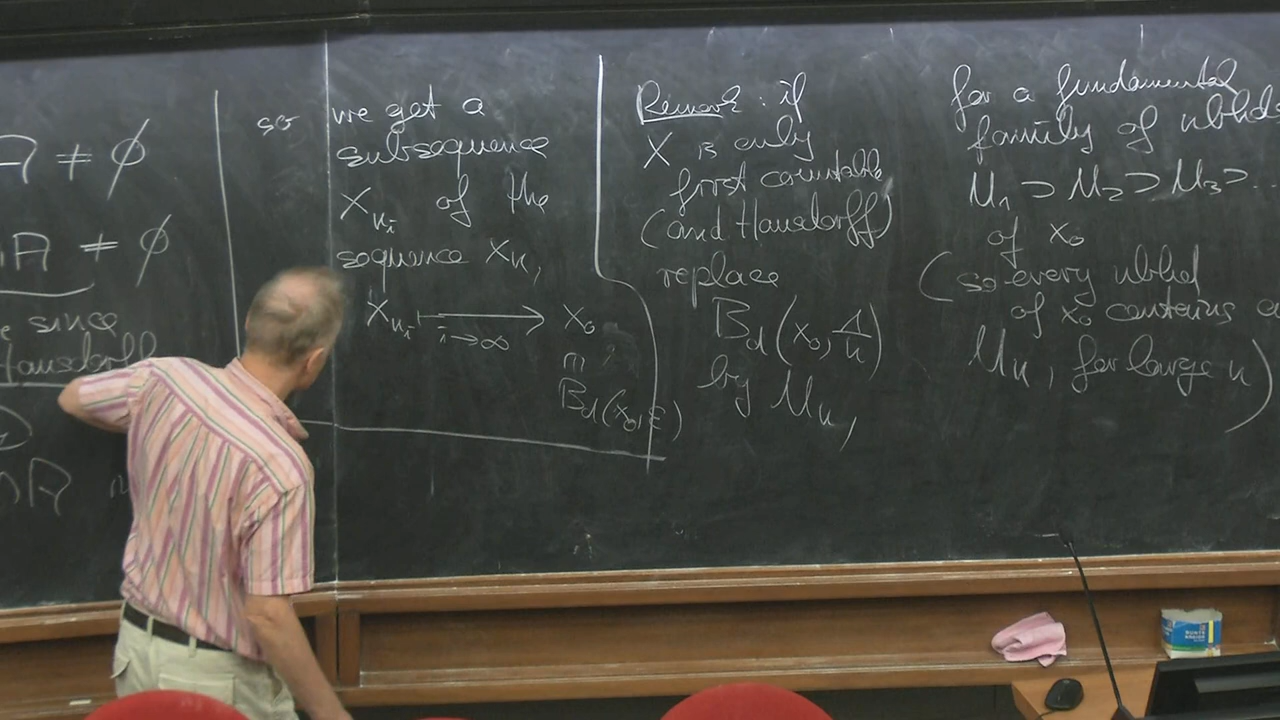 ≠ ∅
A ≠ ∅
since
Hausdorff
so
we get a
subsequence
x_{n_i} of the
sequence x_n,
x_{n_i} ⟼ x_0
i→∞
B_d(x_0, ε)
Remark: if
X is only
first countable
(and Hausdorff)
replace
B_d(x_0, 1/n)
by U_n,
for a fundamental
family of nbhds
U_1 ⊃ U_2 ⊃ U_3 ⊃ ...
of x_0
(so every nbhd
of x_0 contains
U_n, for large n)